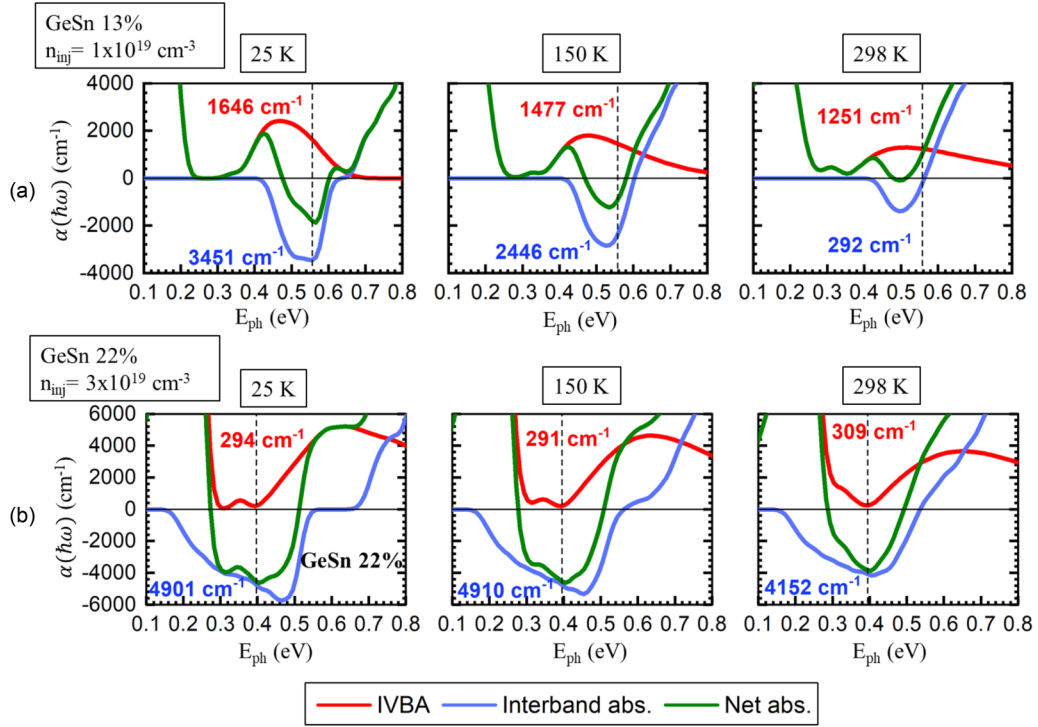 GeSn 13%
n_inj= 1x10^19 cm^-3
25 K
150 K
298 K
(a)
α(ħω) (cm^-1)
4000
2000
0
-2000
-4000
1646 cm^-1
3451 cm^-1
1477 cm^-1
2446 cm^-1
1251 cm^-1
292 cm^-1
0.1 0.2 0.3 0.4 0.5 0.6 0.7 0.8
0.1 0.2 0.3 0.4 0.5 0.6 0.7 0.8
0.1 0.2 0.3 0.4 0.5 0.6 0.7 0.8
E_ph (eV)
E_ph (eV)
E_ph (eV)
GeSn 22%
n_inj= 3x10^19 cm^-3
25 K
150 K
298 K
(b)
α(ħω) (cm^-1)
6000
4000
2000
0
-2000
-4000
-6000
294 cm^-1
GeSn 22%
4901 cm^-1
291 cm^-1
4910 cm^-1
309 cm^-1
4152 cm^-1
0.1 0.2 0.3 0.4 0.5 0.6 0.7 0.8
0.1 0.2 0.3 0.4 0.5 0.6 0.7 0.8
0.1 0.2 0.3 0.4 0.5 0.6 0.7 0.8
E_ph (eV)
E_ph (eV)
E_ph (eV)
IVBA Interband abs. Net abs.